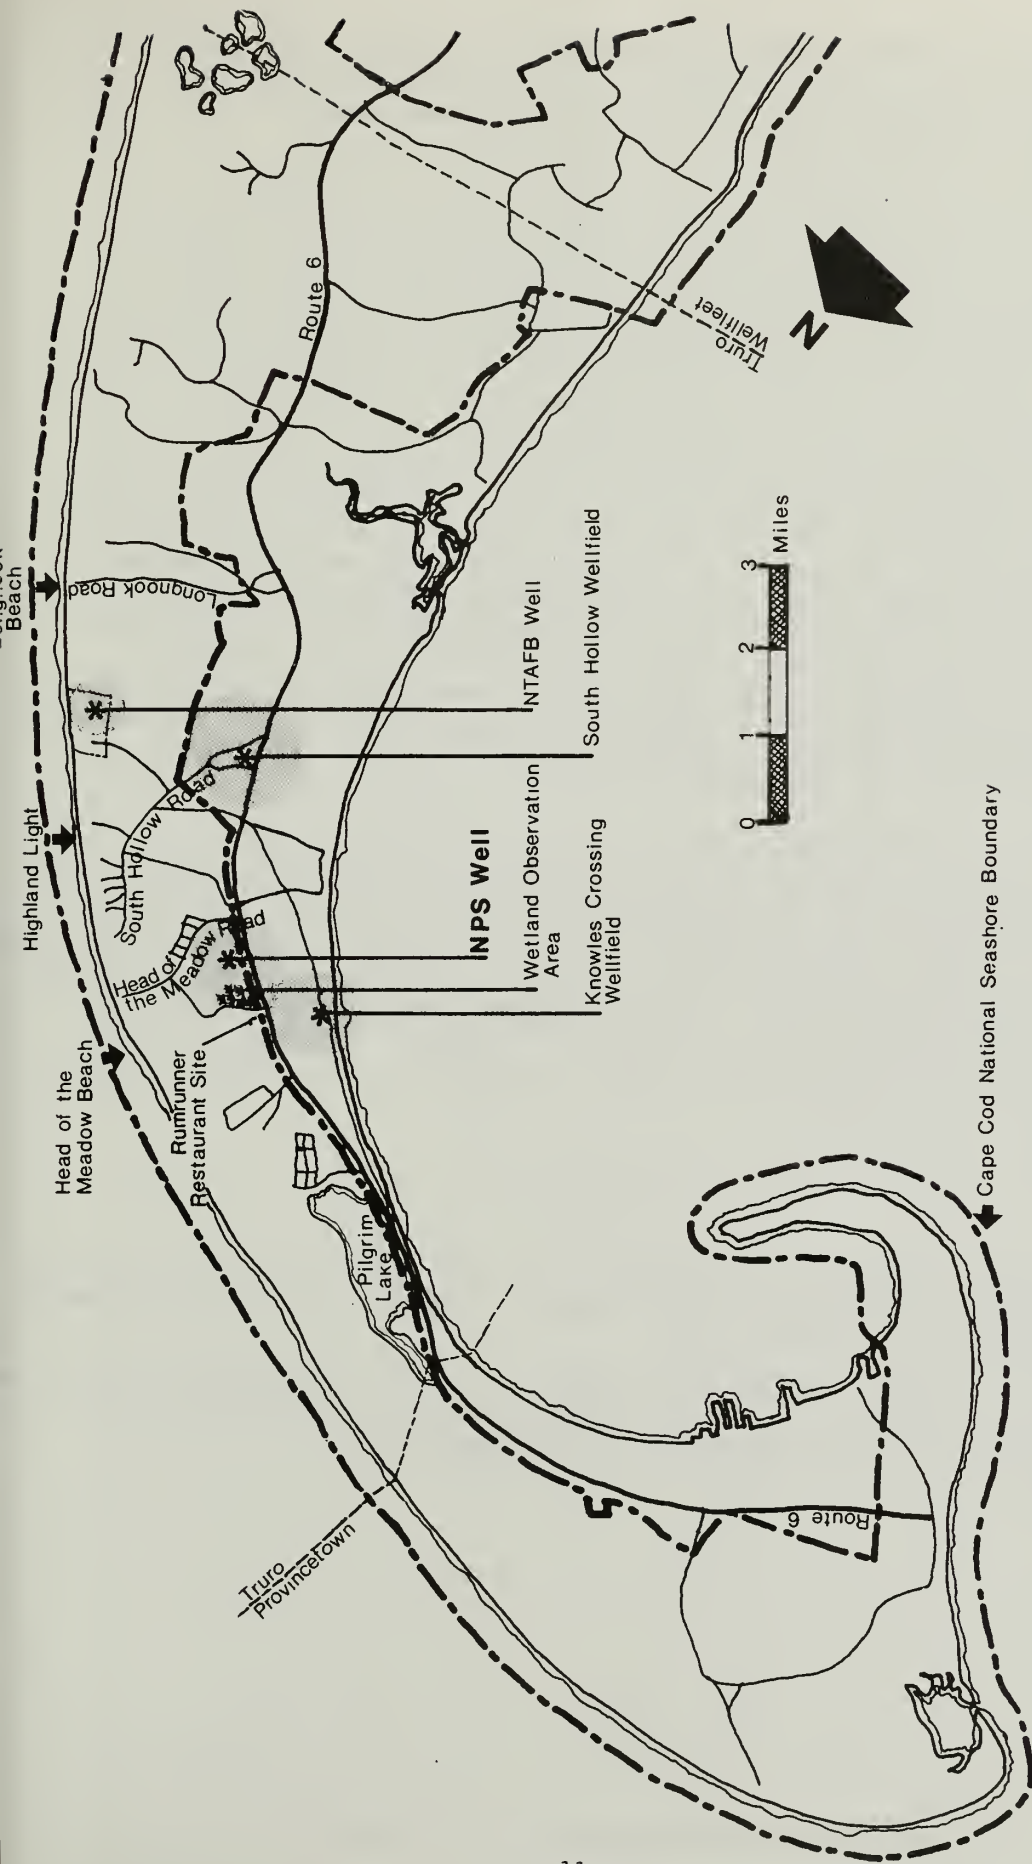 Beach
Highland Light
Head of the
Meadow Beach
Longnook Road
South Hollow Road
Head of
the Meadow Road
Rumrunner
Restaurant Site
Route 6
NTAFB Well
South Hollow Wellfield
NPS Well
Wetland Observation
Area
Knowles Crossing
Wellfield
Pilgrim
Lake
Truro
Wellfleet
N
0 1 2 3
Miles
Truro
Provincetown
Route 6
Cape Cod National Seashore Boundary